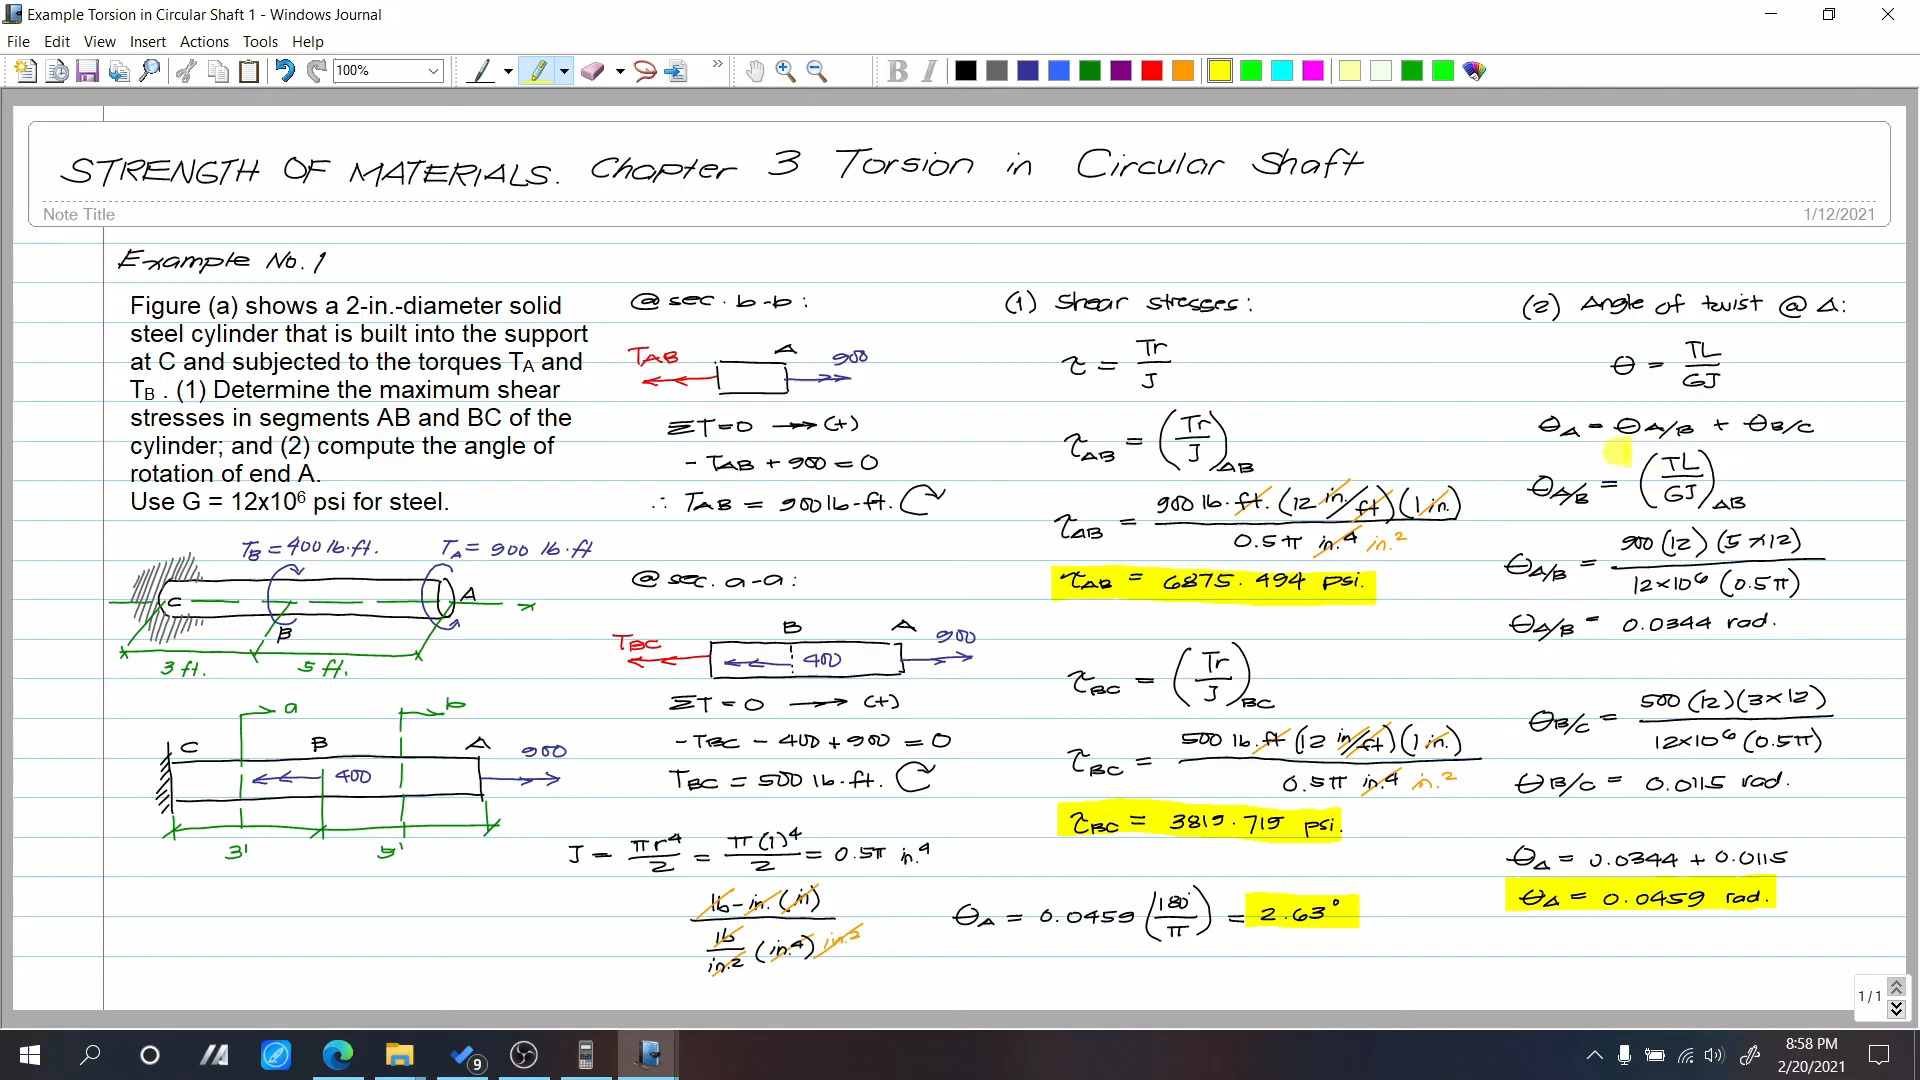 Example Torsion in Circular Shaft 1 - Windows Journal
File Edit View Insert Actions Tools Help
100%
STRENGTH OF MATERIALS. Chapter 3 Torsion in Circular Shaft
Note Title
1/12/2021
Example No. 1
Figure (a) shows a 2-in.-diameter solid
steel cylinder that is built into the support
at C and subjected to the torques TA and
TB . (1) Determine the maximum shear
stresses in segments AB and BC of the
cylinder; and (2) compute the angle of
rotation of end A.
Use G = 12x10⁶ psi for steel.
TB = 400 lb·ft. TA = 900 lb·ft
C A x
B
3 ft. 5 ft.
a b
C B A 900
400
3' 5'
@ sec. b-b:
TAB A 900
ΣT=0 → (+)
- TAB + 900 = 0
∴ TAB = 900 lb-ft.
@ sec. a-a:
TBC B A 900
400
ΣT = 0 → (+)
-TBC - 400 + 900 = 0
TBC = 500 lb·ft.
J = πr⁴/2 = π(1)⁴/2 = 0.5π in.⁴
lb-in.(in)
lb/in.² (in.⁴) in.²
(1) Shear stresses:
τ = Tr/J
τAB = (Tr/J)AB
τAB = 900 lb·ft. (12 in/ft)(1 in.)
0.5π in.⁴ in.²
τAB = 6875.494 psi.
τBC = (Tr/J)BC
τBC = 500 lb·ft (12 in/ft)(1 in.)
0.5π in.⁴ in.²
τBC = 3819.719 psi.
θA = 0.0459 (180°/π) = 2.63°
(2) Angle of twist @ A:
θ = TL/GJ
θA = θA/B + θB/C
θA/B = (TL/GJ)AB
θA/B = 900(12)(5×12)
12×10⁶(0.5π)
θA/B = 0.0344 rad.
θB/C = 500(12)(3×12)
12×10⁶(0.5π)
θB/C = 0.0115 rad.
θA = 0.0344 + 0.0115
θA = 0.0459 rad.
1/1
9
8:58 PM
2/20/2021